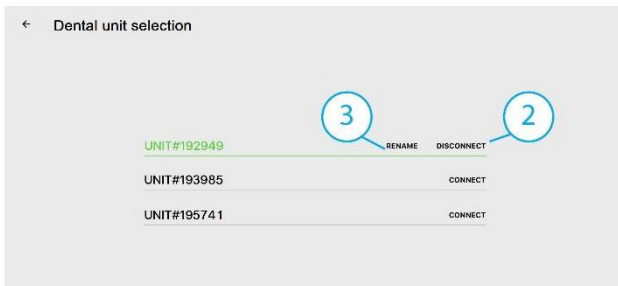 ← Dental unit selection
3
2
UNIT#192949 RENAME DISCONNECT
UNIT#193985 CONNECT
UNIT#195741 CONNECT